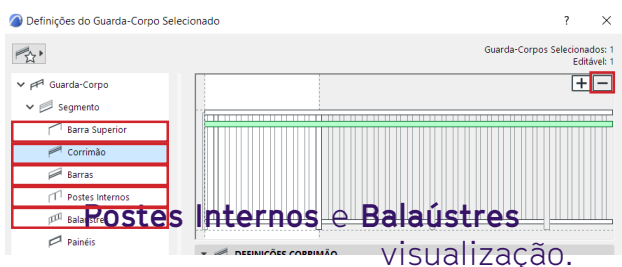 Definições do Guarda-Corpo Selecionado
Guarda-Corpos Selecionados: 1
Editável: 1
Guarda-Corpo
Segmento
Barra Superior
Corrimão
Barras
Postes Internos
Balaústres
Painéis
Postes Internos e Balaústres
DEFINIÇÕES CORRIMÃO
visualização.